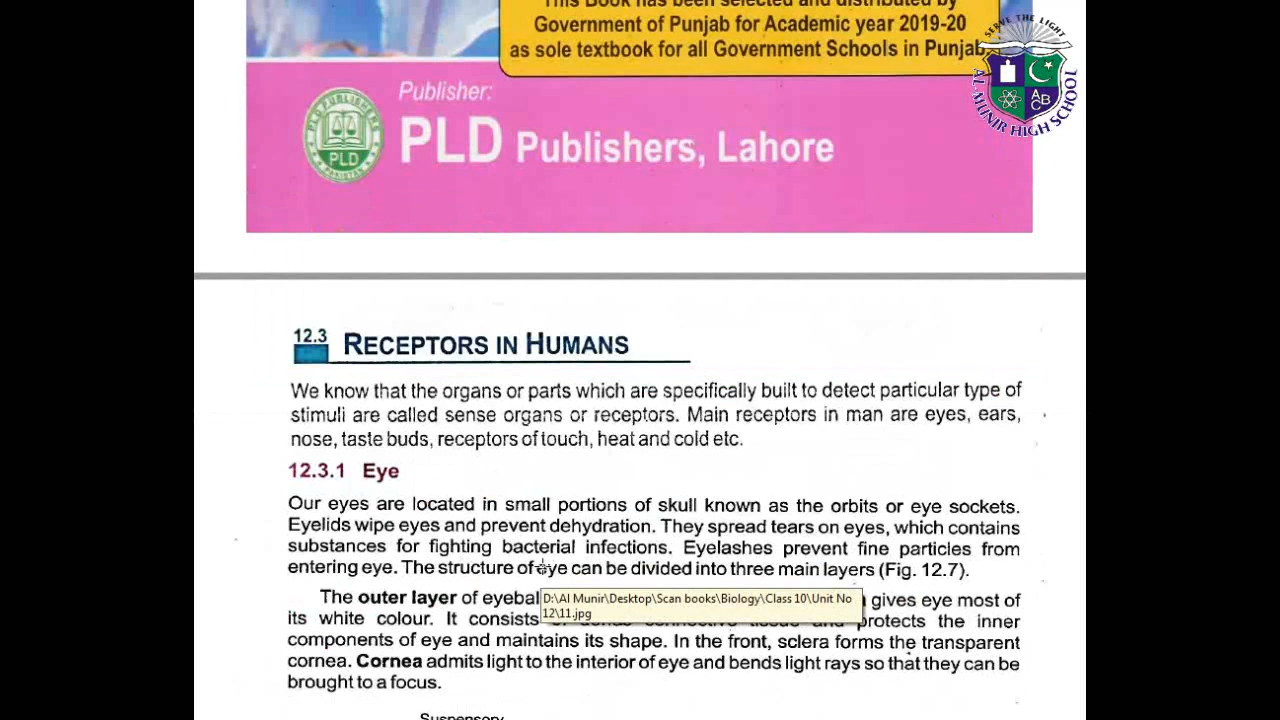 This Book has been selected and distributed by
Government of Punjab for Academic year 2019-20
as sole textbook for all Government Schools in Punjab
SERVE THE LIGHT
AL-MUNIR HIGH SCHOOL
A
B
C
Publisher:
PLD Publishers, Lahore
PLD PUBLISHERS
PLD
PAKISTAN
12.3 RECEPTORS IN HUMANS
We know that the organs or parts which are specifically built to detect particular type of
stimuli are called sense organs or receptors. Main receptors in man are eyes, ears,
nose, taste buds, receptors of touch, heat and cold etc.
12.3.1 Eye
Our eyes are located in small portions of skull known as the orbits or eye sockets.
Eyelids wipe eyes and prevent dehydration. They spread tears on eyes, which contains
substances for fighting bacterial infections. Eyelashes prevent fine particles from
entering eye. The structure of eye can be divided into three main layers (Fig. 12.7).
The outer layer of eyebal gives eye most of
D:\Al Munir\Desktop\Scan books\Biology\Class 10\Unit No
12\11.jpg
its white colour. It consists of dense connective tissue and protects the inner
components of eye and maintains its shape. In the front, sclera forms the transparent
cornea. Cornea admits light to the interior of eye and bends light rays so that they can be
brought to a focus.
Suspensory